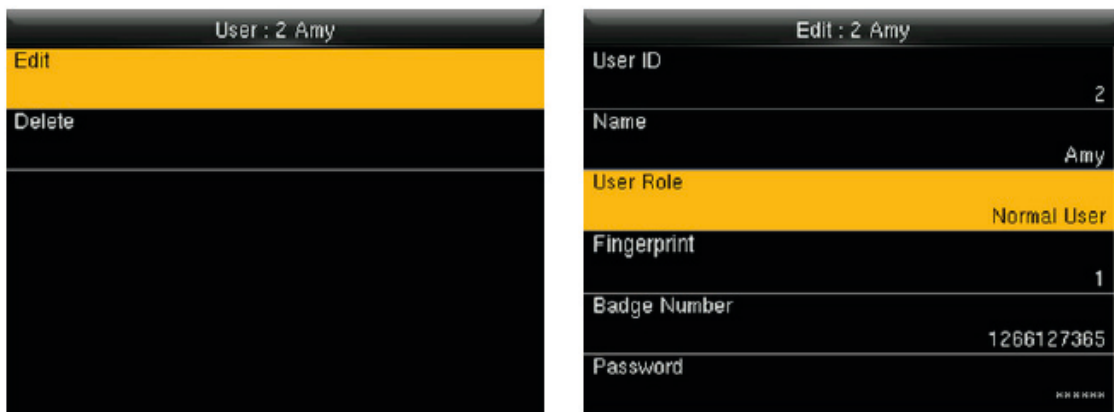 User : 2 Amy
Edit
Delete
Edit : 2 Amy
User ID
2
Name
Amy
User Role
Normal User
Fingerprint
1
Badge Number
1266127365
Password
******